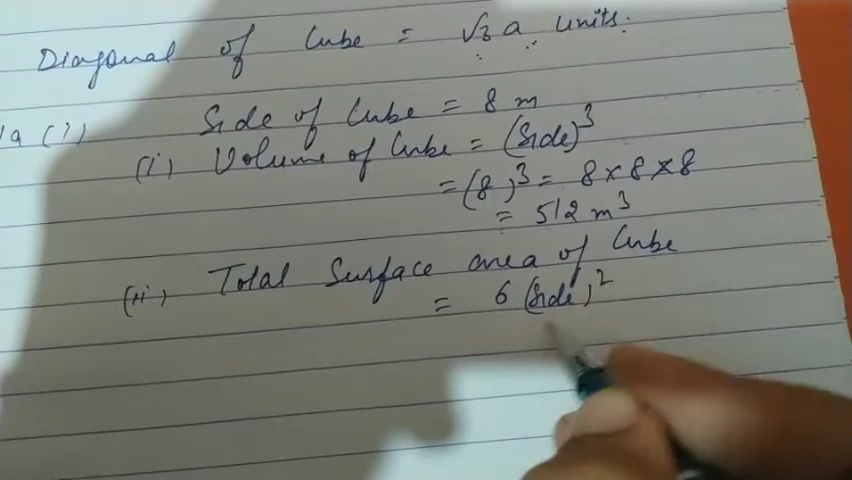 Diagonal of Cube = √3 a units.
1a (i) Side of Cube = 8 m
(i) Volume of Cube = (Side)³
= (8)³ = 8 × 8 × 8
= 512 m³
(ii) Total Surface area of Cube
= 6 (Side)²